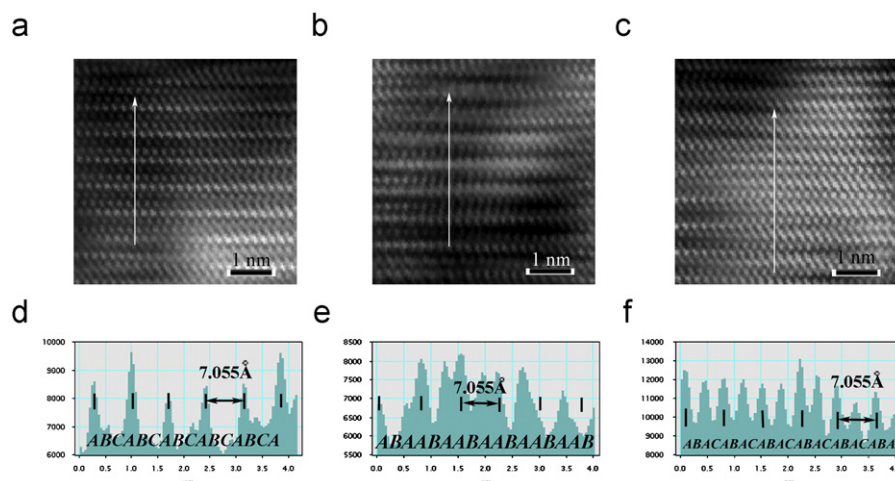 a
b
c
1 nm
1 nm
1 nm
d
e
f
10000
9000
8000
7000
6000
7.055Å
ABCABCABCABCABCA
0.0 0.5 1.0 1.5 2.0 2.5 3.0 3.5 4.0
8500
8000
7500
7000
6500
6000
5500
7.055Å
ABAABAABAABAABAAB
0.0 0.5 1.0 1.5 2.0 2.5 3.0 3.5 4.0
14000
13000
12000
11000
10000
9000
8000
7.055Å
ABACABACABACABACABACABA
0.0 0.5 1.0 1.5 2.0 2.5 3.0 3.5 4.0